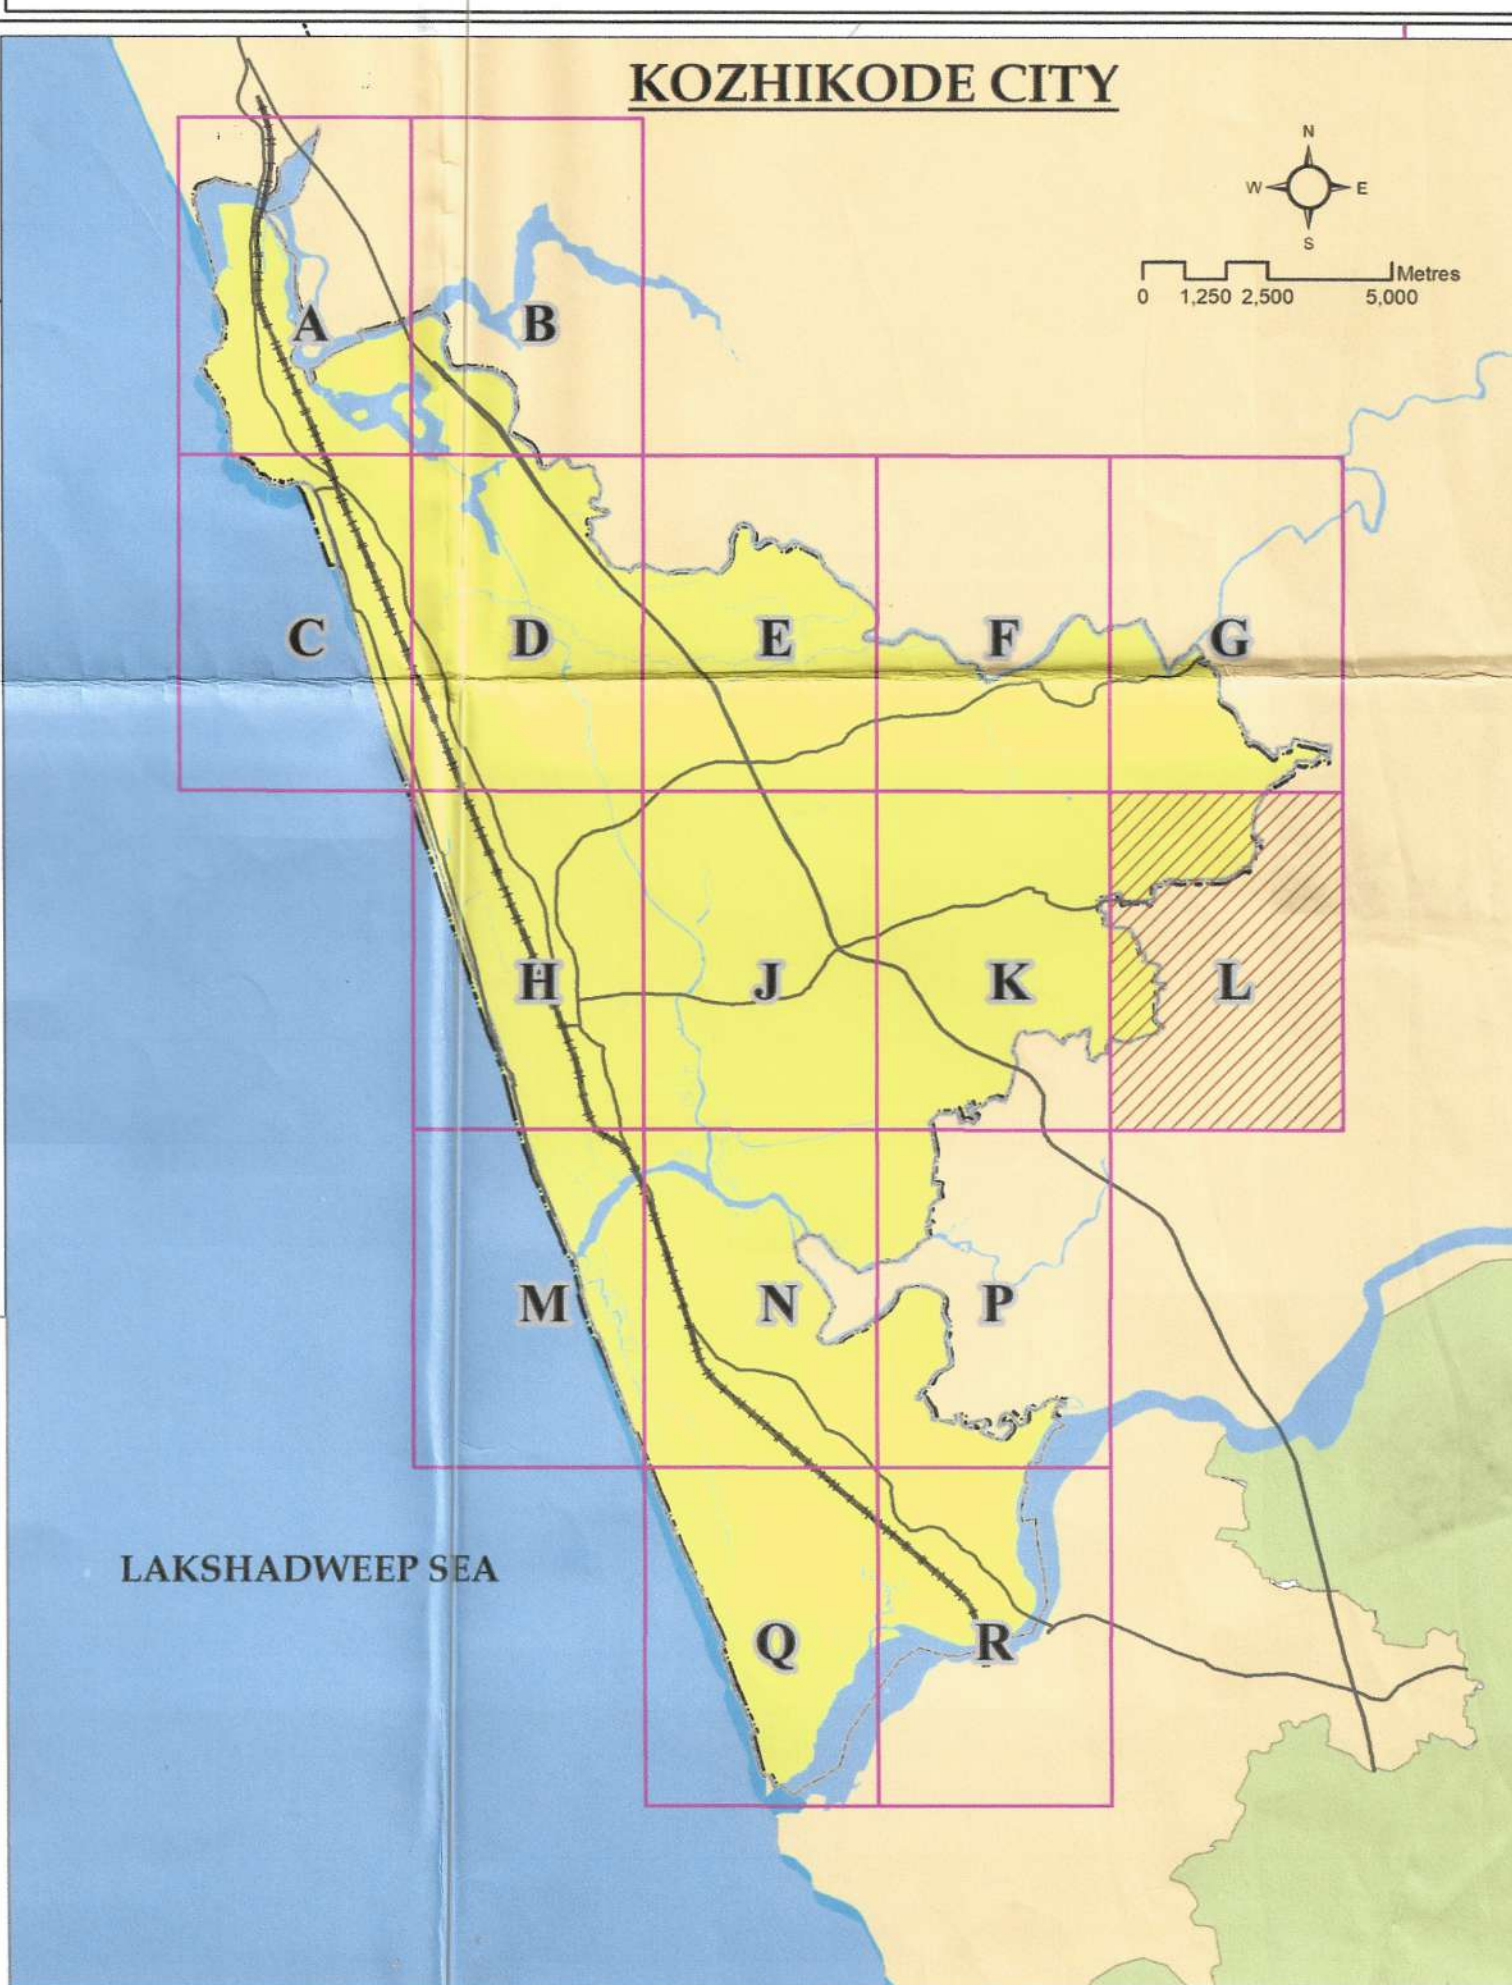 KOZHIKODE CITY
N
W E
S
Metres
0 1,250 2,500 5,000
A
B
C
D
E
F
G
H
J
K
L
M
N
P
LAKSHADWEEP SEA
Q
R